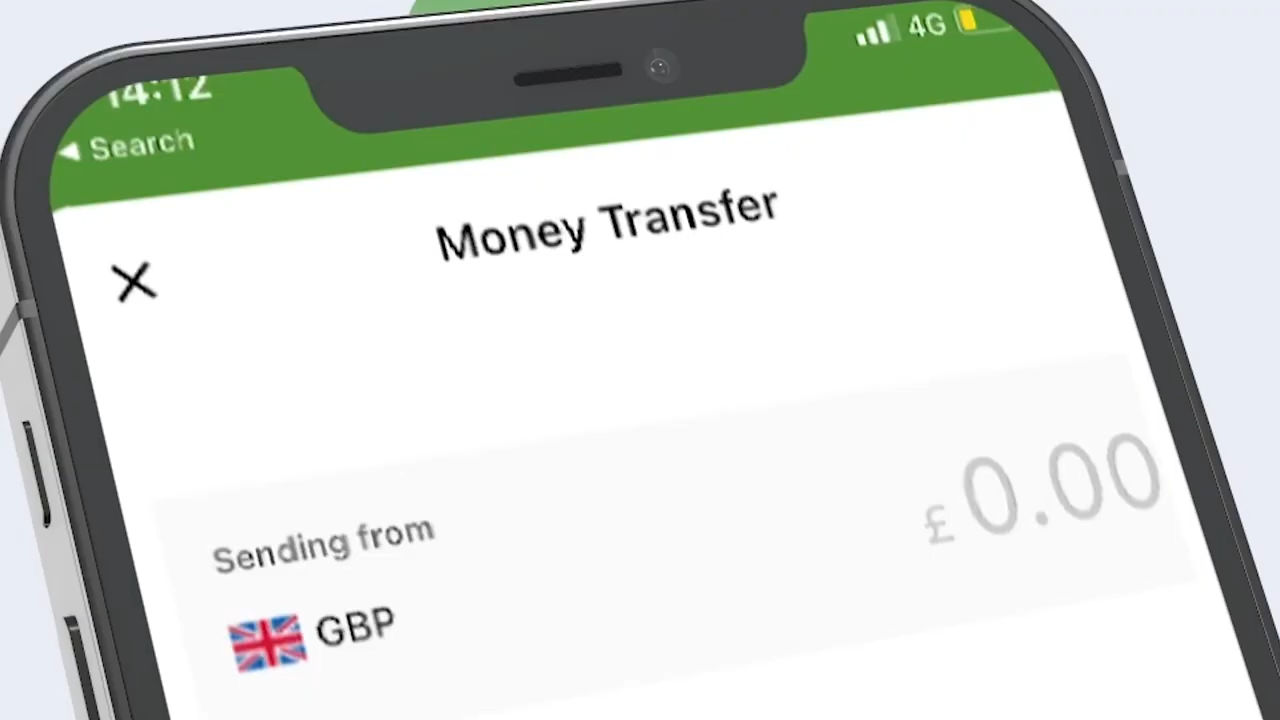 14:12
4G
Search
Money Transfer
£ 0.00
Sending from
GBP